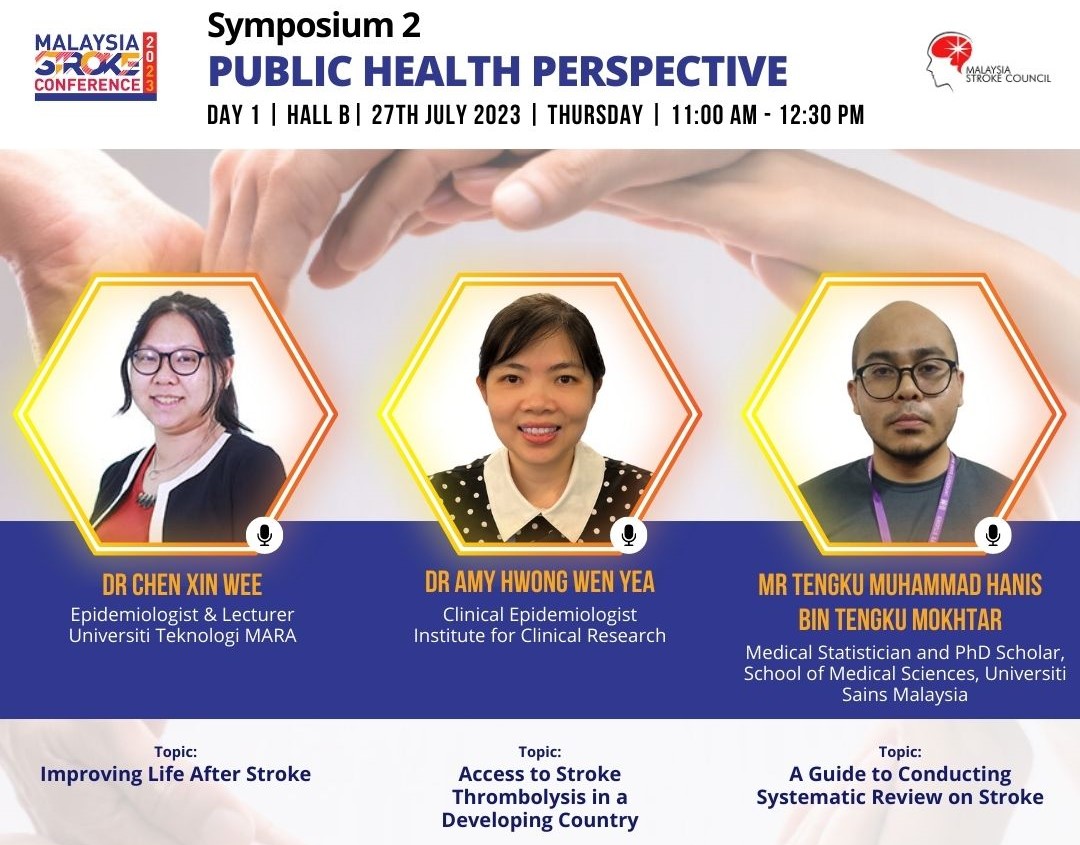 MALAYSIA
STROKE
CONFERENCE
2023
Symposium 2
PUBLIC HEALTH PERSPECTIVE
DAY 1 | HALL B| 27TH JULY 2023 | THURSDAY | 11:00 AM - 12:30 PM
MALAYSIA
STROKE COUNCIL
DR CHEN XIN WEE
Epidemiologist & Lecturer
Universiti Teknologi MARA
DR AMY HWONG WEN YEA
Clinical Epidemiologist
Institute for Clinical Research
MR TENGKU MUHAMMAD HANIS
BIN TENGKU MOKHTAR
Medical Statistician and PhD Scholar,
School of Medical Sciences, Universiti
Sains Malaysia
Topic:
Improving Life After Stroke
Topic:
Access to Stroke
Thrombolysis in a
Developing Country
Topic:
A Guide to Conducting
Systematic Review on Stroke